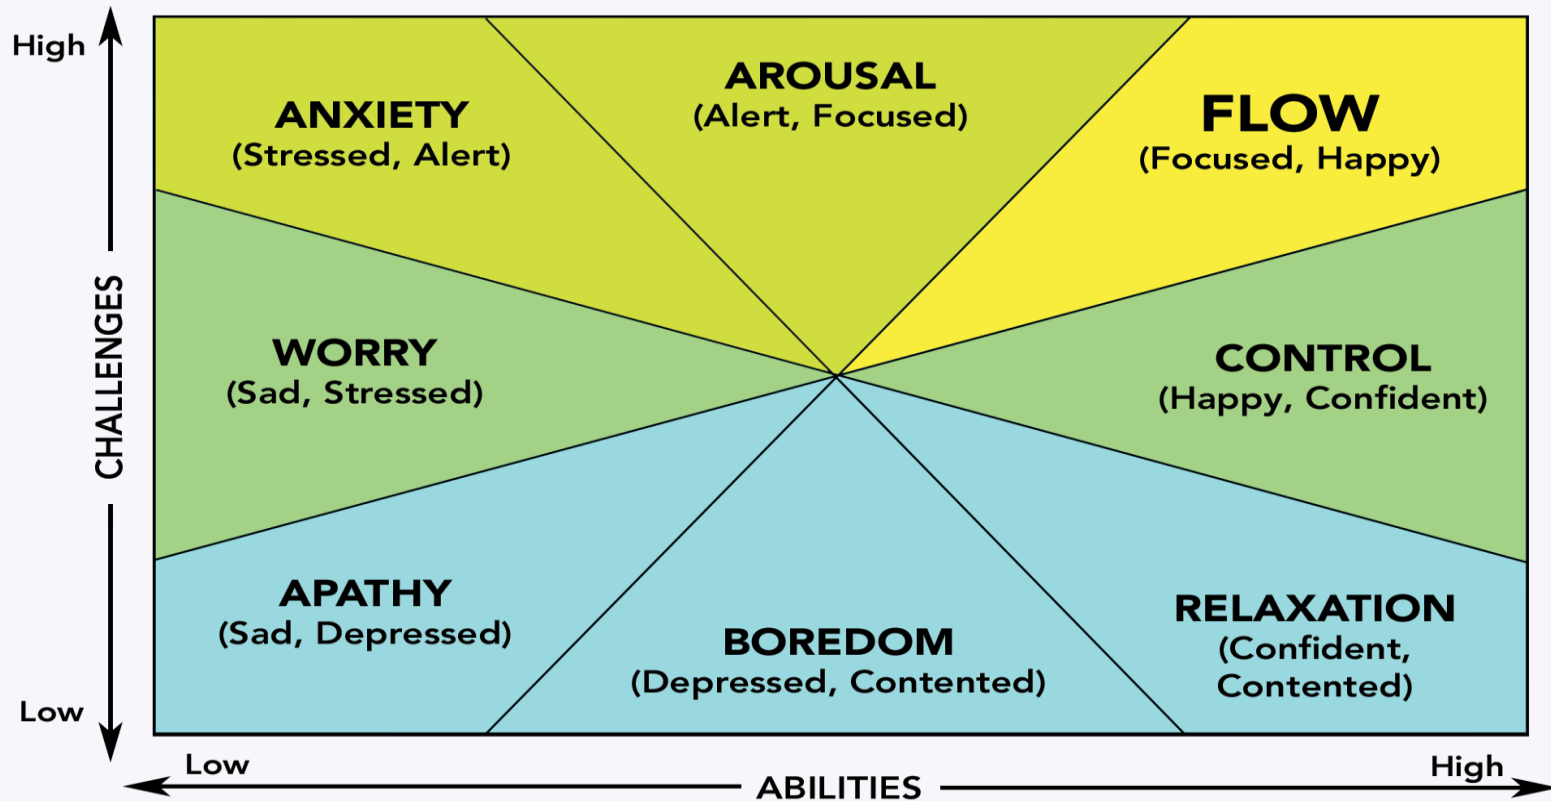 High
AROUSAL
(Alert, Focused)
ANXIETY
(Stressed, Alert)
FLOW
(Focused, Happy)
CHALLENGES
WORRY
(Sad, Stressed)
CONTROL
(Happy, Confident)
APATHY
(Sad, Depressed)
BOREDOM
(Depressed, Contented)
RELAXATION
(Confident,
Contented)
Low
Low
ABILITIES
High